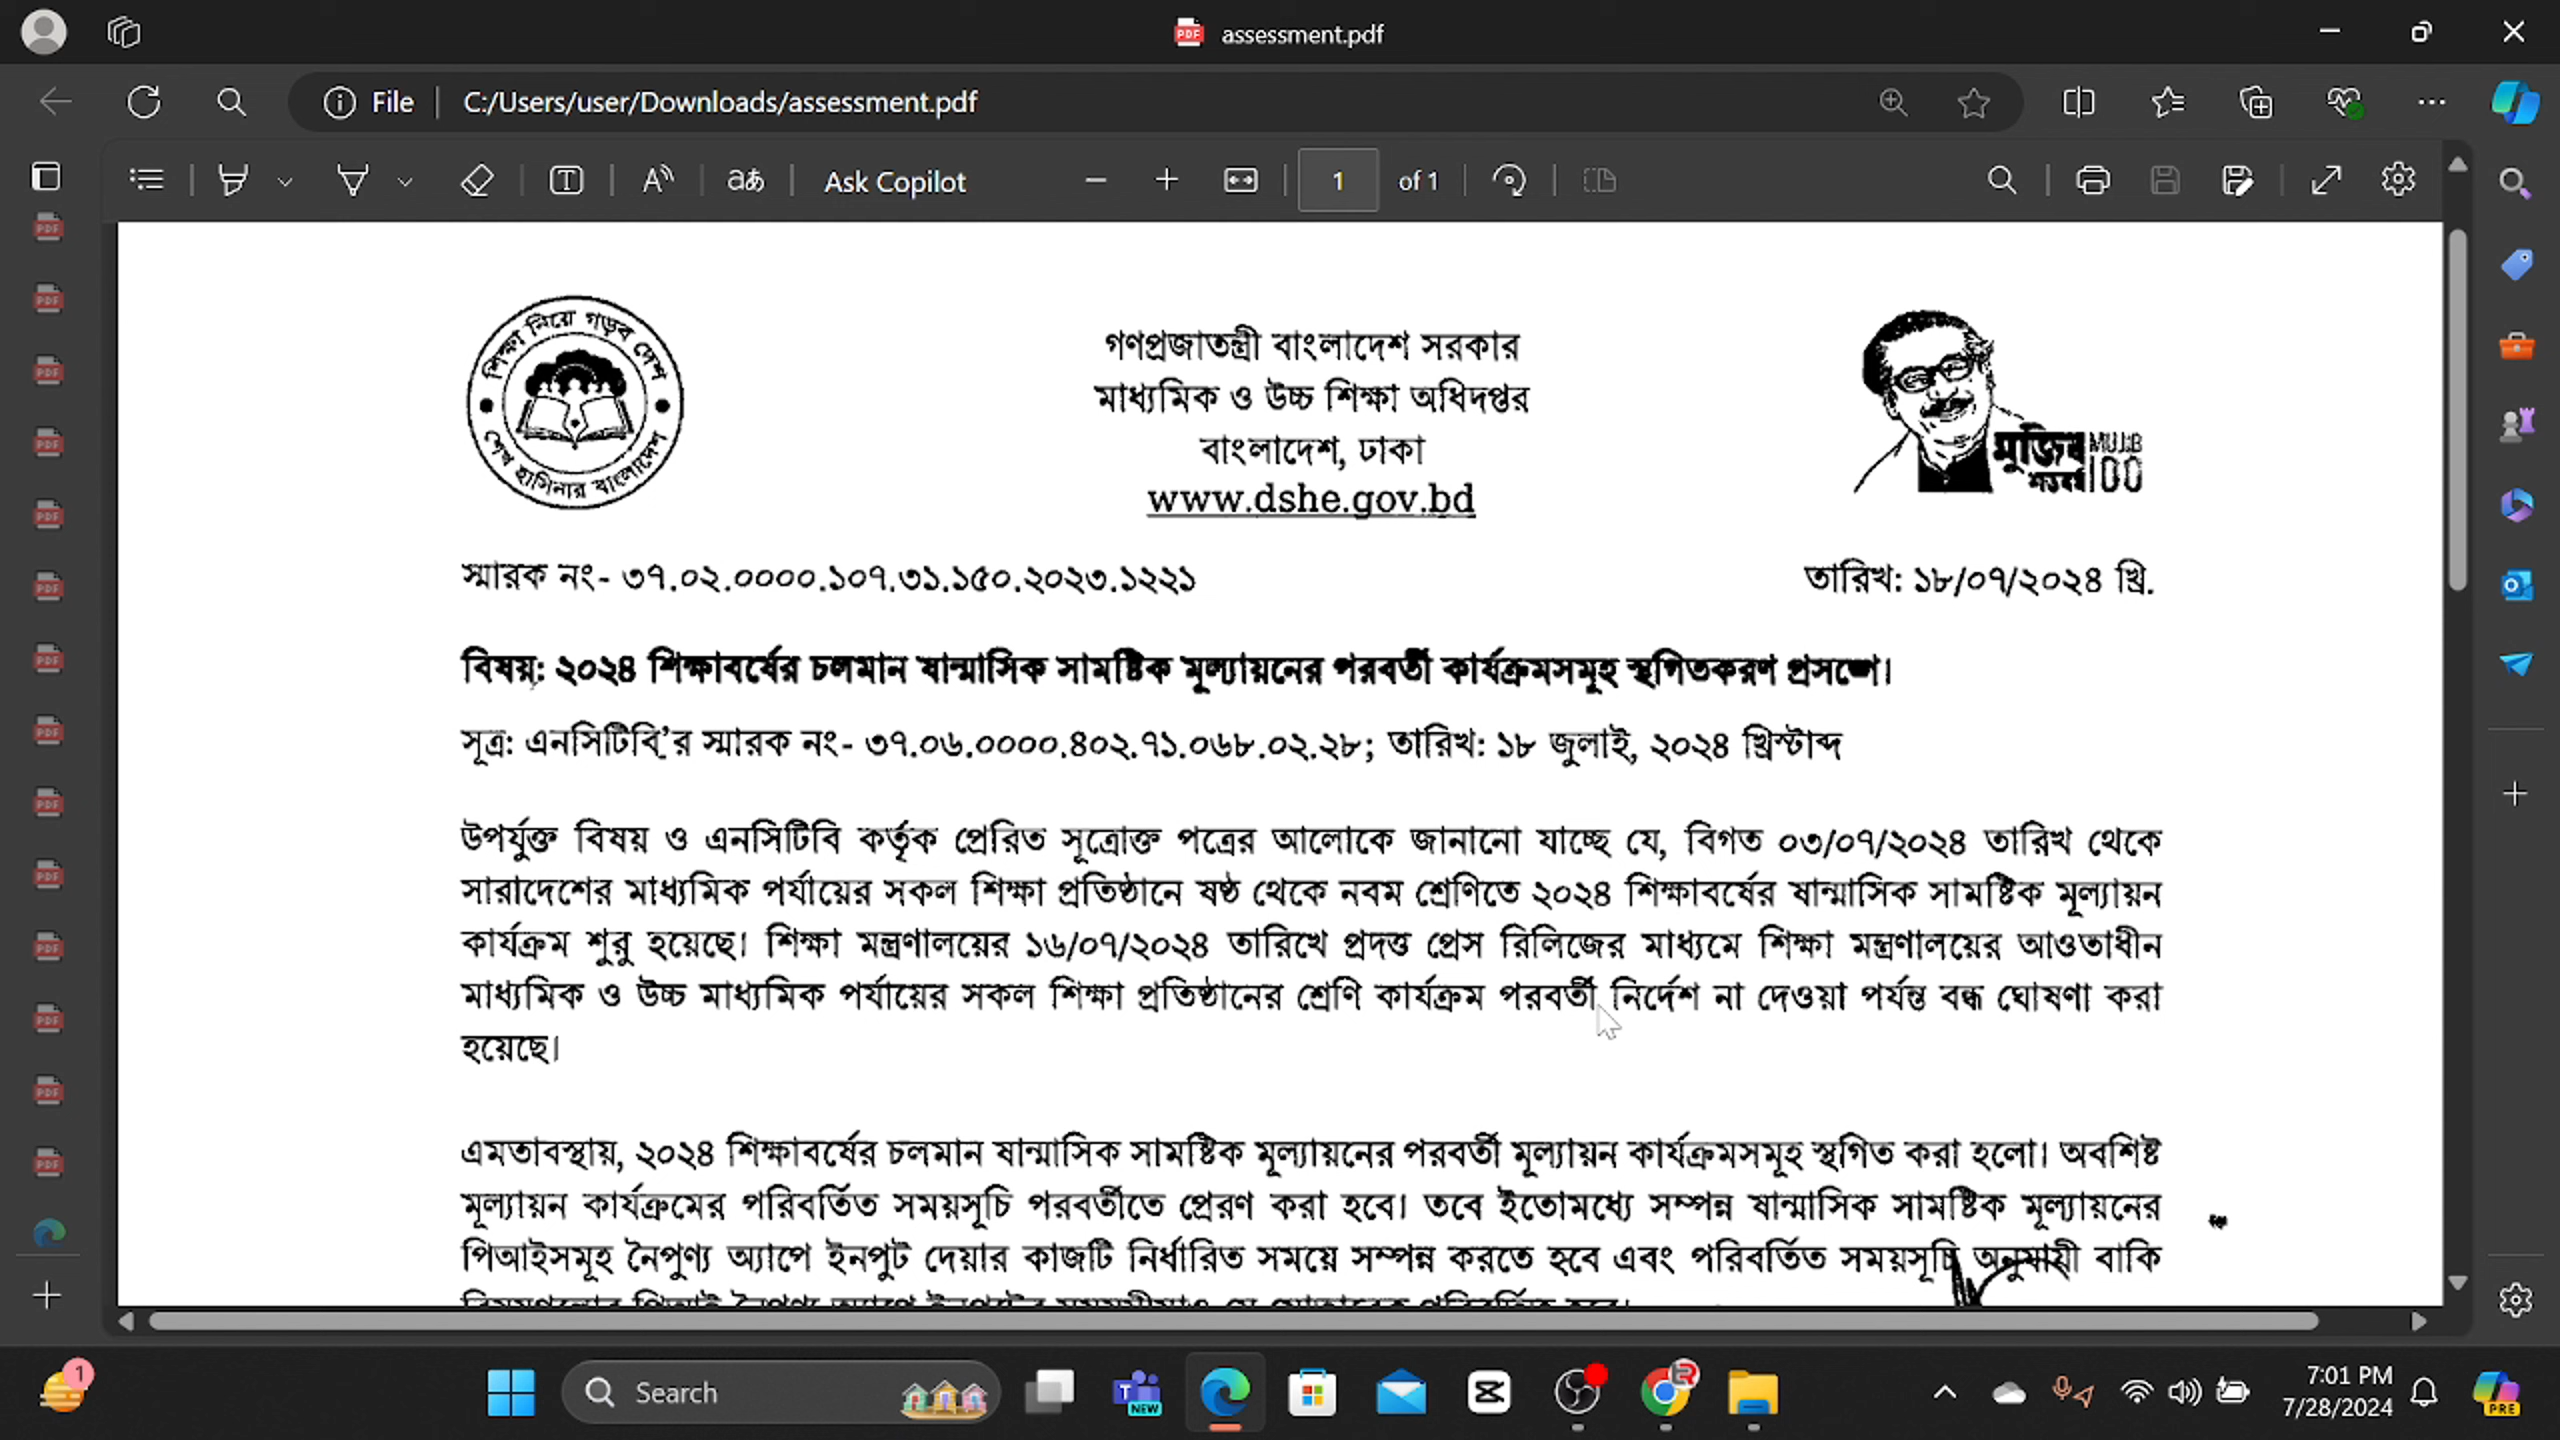 assessment.pdf
File
C:/Users/user/Downloads/assessment.pdf
Ask Copilot
1 of 1
শিক্ষা নিয়ে গড়ব দেশ
শেখ হাসিনার বাংলাদেশ
গণপ্রজাতন্ত্রী বাংলাদেশ সরকার
মাধ্যমিক ও উচ্চ শিক্ষা অধিদপ্তর
বাংলাদেশ, ঢাকা
www.dshe.gov.bd
মুজিব MUJIB
শতবর্ষ 100
স্মারক নং- ৩৭.০২.০০০০.১০৭.৩১.১৫০.২০২৩.১২২১
তারিখ: ১৮/০৭/২০২৪ খ্রি.
বিষয়: ২০২৪ শিক্ষাবর্ষের চলমান ষান্মাসিক সামষ্টিক মূল্যায়নের পরবর্তী কার্যক্রমসমূহ স্থগিতকরণ প্রসঙ্গে।
সূত্র: এনসিটিবি'র স্মারক নং- ৩৭.০৬.০০০০.৪০২.৭১.০৬৮.০২.২৮; তারিখ: ১৮ জুলাই, ২০২৪ খ্রিস্টাব্দ
উপর্যুক্ত বিষয় ও এনসিটিবি কর্তৃক প্রেরিত সূত্রোক্ত পত্রের আলোকে জানানো যাচ্ছে যে, বিগত ০৩/০৭/২০২৪ তারিখ থেকে
সারাদেশের মাধ্যমিক পর্যায়ের সকল শিক্ষা প্রতিষ্ঠানে ষষ্ঠ থেকে নবম শ্রেণিতে ২০২৪ শিক্ষাবর্ষের ষান্মাসিক সামষ্টিক মূল্যায়ন
কার্যক্রম শুরু হয়েছে। শিক্ষা মন্ত্রণালয়ের ১৬/০৭/২০২৪ তারিখে প্রদত্ত প্রেস রিলিজের মাধ্যমে শিক্ষা মন্ত্রণালয়ের আওতাধীন
মাধ্যমিক ও উচ্চ মাধ্যমিক পর্যায়ের সকল শিক্ষা প্রতিষ্ঠানের শ্রেণি কার্যক্রম পরবর্তী নির্দেশ না দেওয়া পর্যন্ত বন্ধ ঘোষণা করা
হয়েছে।
এমতাবস্থায়, ২০২৪ শিক্ষাবর্ষের চলমান ষান্মাসিক সামষ্টিক মূল্যায়নের পরবর্তী মূল্যায়ন কার্যক্রমসমূহ স্থগিত করা হলো। অবশিষ্ট
মূল্যায়ন কার্যক্রমের পরিবর্তিত সময়সূচি পরবর্তীতে প্রেরণ করা হবে। তবে ইতোমধ্যে সম্পন্ন ষান্মাসিক সামষ্টিক মূল্যায়নের
পিআইসমূহ নৈপুণ্য অ্যাপে ইনপুট দেয়ার কাজটি নির্ধারিত সময়ে সম্পন্ন করতে হবে এবং পরিবর্তিত সময়সূচি অনুযায়ী বাকি
Search
NEW
7:01 PM
7/28/2024
PRE
1